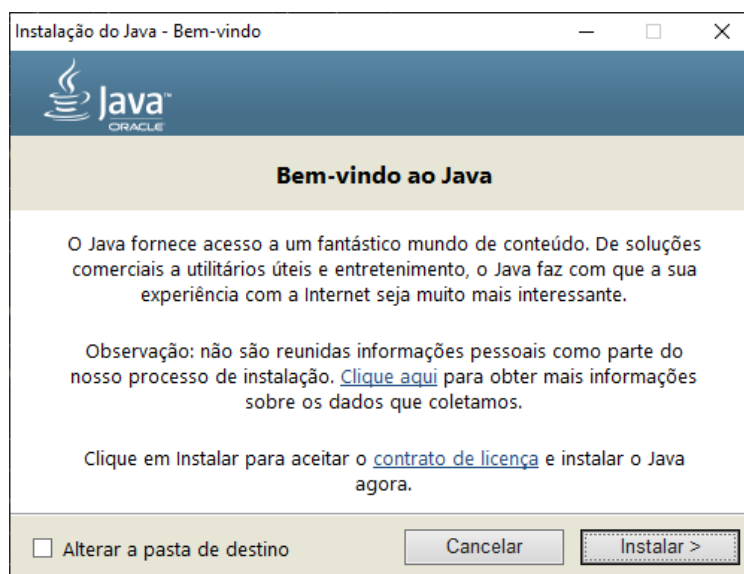 Instalação do Java - Bem-vindo
Java™
ORACLE
Bem-vindo ao Java
O Java fornece acesso a um fantástico mundo de conteúdo. De soluções
comerciais a utilitários úteis e entretenimento, o Java faz com que a sua
experiência com a Internet seja muito mais interessante.
Observação: não são reunidas informações pessoais como parte do
nosso processo de instalação. Clique aqui para obter mais informações
sobre os dados que coletamos.
Clique em Instalar para aceitar o contrato de licença e instalar o Java
agora.
Alterar a pasta de destino
Cancelar
Instalar >